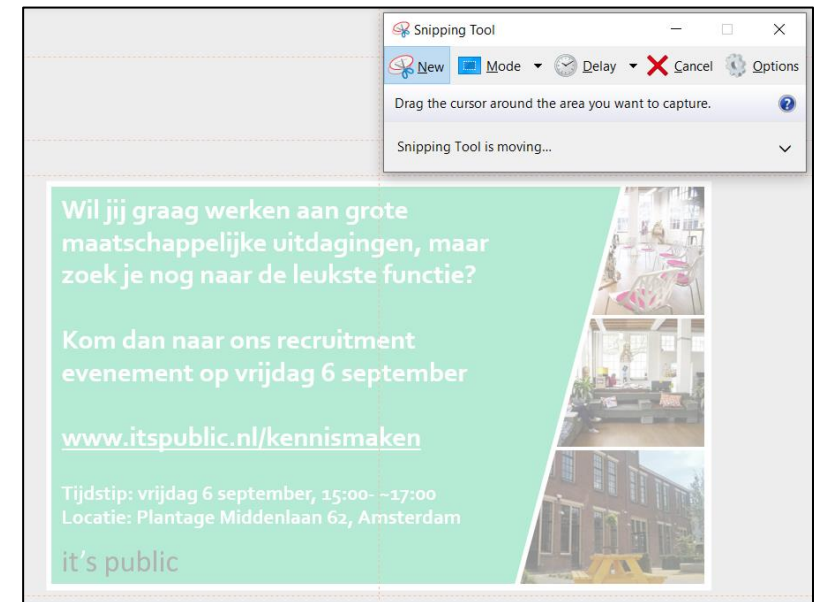 Snipping Tool
New Mode Delay Cancel Options
Drag the cursor around the area you want to capture.
Snipping Tool is moving...
Wil jij graag werken aan grote
maatschappelijke uitdagingen, maar
zoek je nog naar de leukste functie?
Kom dan naar ons recruitment
evenement op vrijdag 6 september
www.itspublic.nl/kennismaken
Tijdstip: vrijdag 6 september, 15:00- ~17:00
Locatie: Plantage Middenlaan 62, Amsterdam
it's public